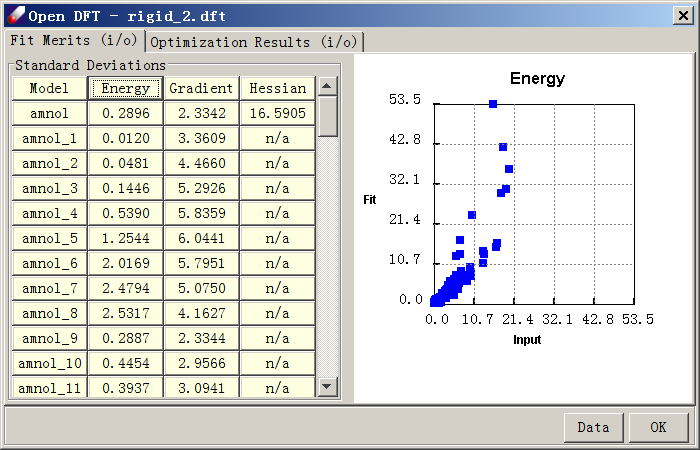 Open DFT - rigid_2.dft
Fit Merits (i/o) Optimization Results (i/o)
Standard Deviations
Model Energy Gradient Hessian
amnol 0.2896 2.3342 16.5905
amnol_1 0.0120 3.3609 n/a
amnol_2 0.0481 4.4660 n/a
amnol_3 0.1446 5.2926 n/a
amnol_4 0.5390 5.8359 n/a
amnol_5 1.2544 6.0441 n/a
amnol_6 2.0169 5.7951 n/a
amnol_7 2.4794 5.0750 n/a
amnol_8 2.5317 4.1627 n/a
amnol_9 0.2887 2.3344 n/a
amnol_10 0.4454 2.9566 n/a
amnol_11 0.3937 3.0941 n/a
Energy
53.5
42.8
32.1
Fit
21.4
10.7
0.0
0.0 10.7 21.4 32.1 42.8 53.5
Input
Data OK